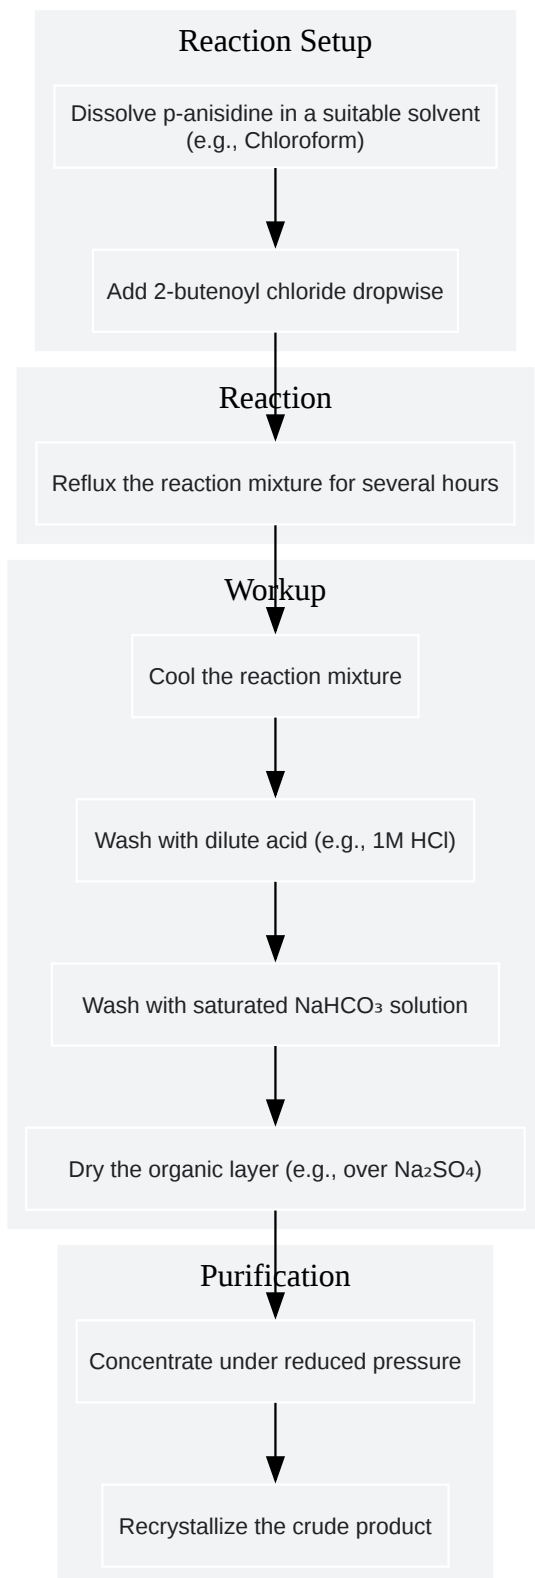 Reaction Setup
Dissolve p-anisidine in a suitable solvent
(e.g., Chloroform)
Add 2-butenoyl chloride dropwise
Reaction
Reflux the reaction mixture for several hours
Workup
Cool the reaction mixture
Wash with dilute acid (e.g., 1M HCl)
Wash with saturated NaHCO₃ solution
Dry the organic layer (e.g., over Na₂SO₄)
Purification
Concentrate under reduced pressure
Recrystallize the crude product